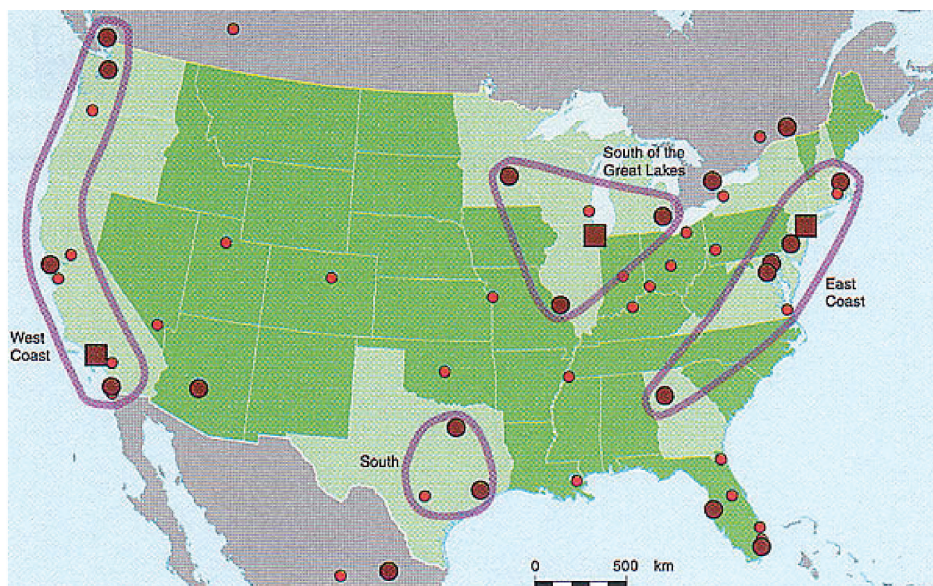 South of the
Great Lakes
East
Coast
West
Coast
South
0 500 km